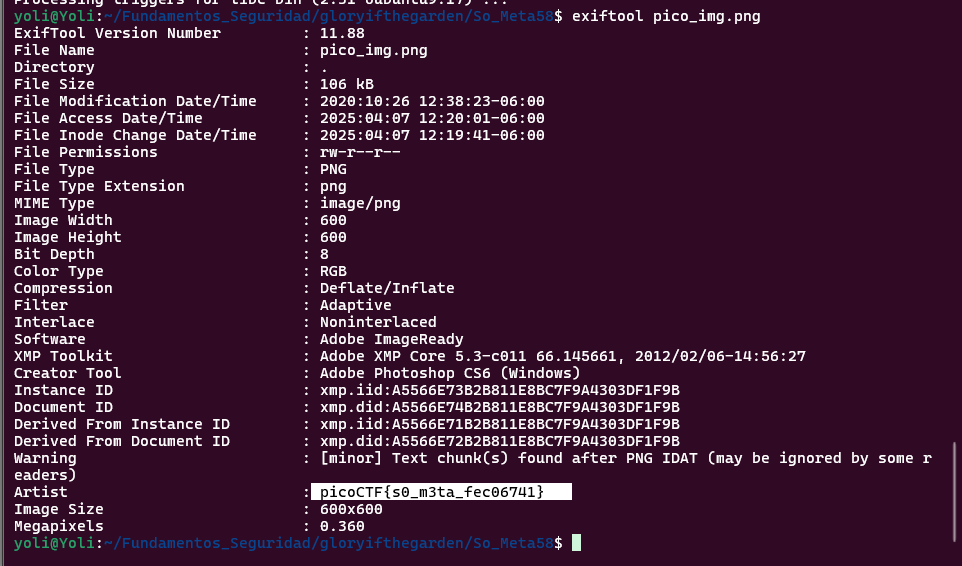 Processing triggers for libc-bin (2.31-0ubuntu9.17) ...
yoli@Yoli:~/Fundamentos_Seguridad/gloryifthegarden/So_Meta58$ exiftool pico_img.png
ExifTool Version Number         : 11.88
File Name                       : pico_img.png
Directory                       : .
File Size                       : 106 kB
File Modification Date/Time     : 2020:10:26 12:38:23-06:00
File Access Date/Time           : 2025:04:07 12:20:01-06:00
File Inode Change Date/Time     : 2025:04:07 12:19:41-06:00
File Permissions                : rw-r--r--
File Type                       : PNG
File Type Extension             : png
MIME Type                       : image/png
Image Width                     : 600
Image Height                    : 600
Bit Depth                       : 8
Color Type                      : RGB
Compression                     : Deflate/Inflate
Filter                          : Adaptive
Interlace                       : Noninterlaced
Software                        : Adobe ImageReady
XMP Toolkit                     : Adobe XMP Core 5.3-c011 66.145661, 2012/02/06-14:56:27
Creator Tool                    : Adobe Photoshop CS6 (Windows)
Instance ID                     : xmp.iid:A5566E73B2B811E8BC7F9A4303DF1F9B
Document ID                     : xmp.did:A5566E74B2B811E8BC7F9A4303DF1F9B
Derived From Instance ID        : xmp.iid:A5566E71B2B811E8BC7F9A4303DF1F9B
Derived From Document ID        : xmp.did:A5566E72B2B811E8BC7F9A4303DF1F9B
Warning                         : [minor] Text chunk(s) found after PNG IDAT (may be ignored by some r
eaders)
Artist                          : picoCTF{s0_m3ta_fec06741}
Image Size                      : 600x600
Megapixels                      : 0.360
yoli@Yoli:~/Fundamentos_Seguridad/gloryifthegarden/So_Meta58$